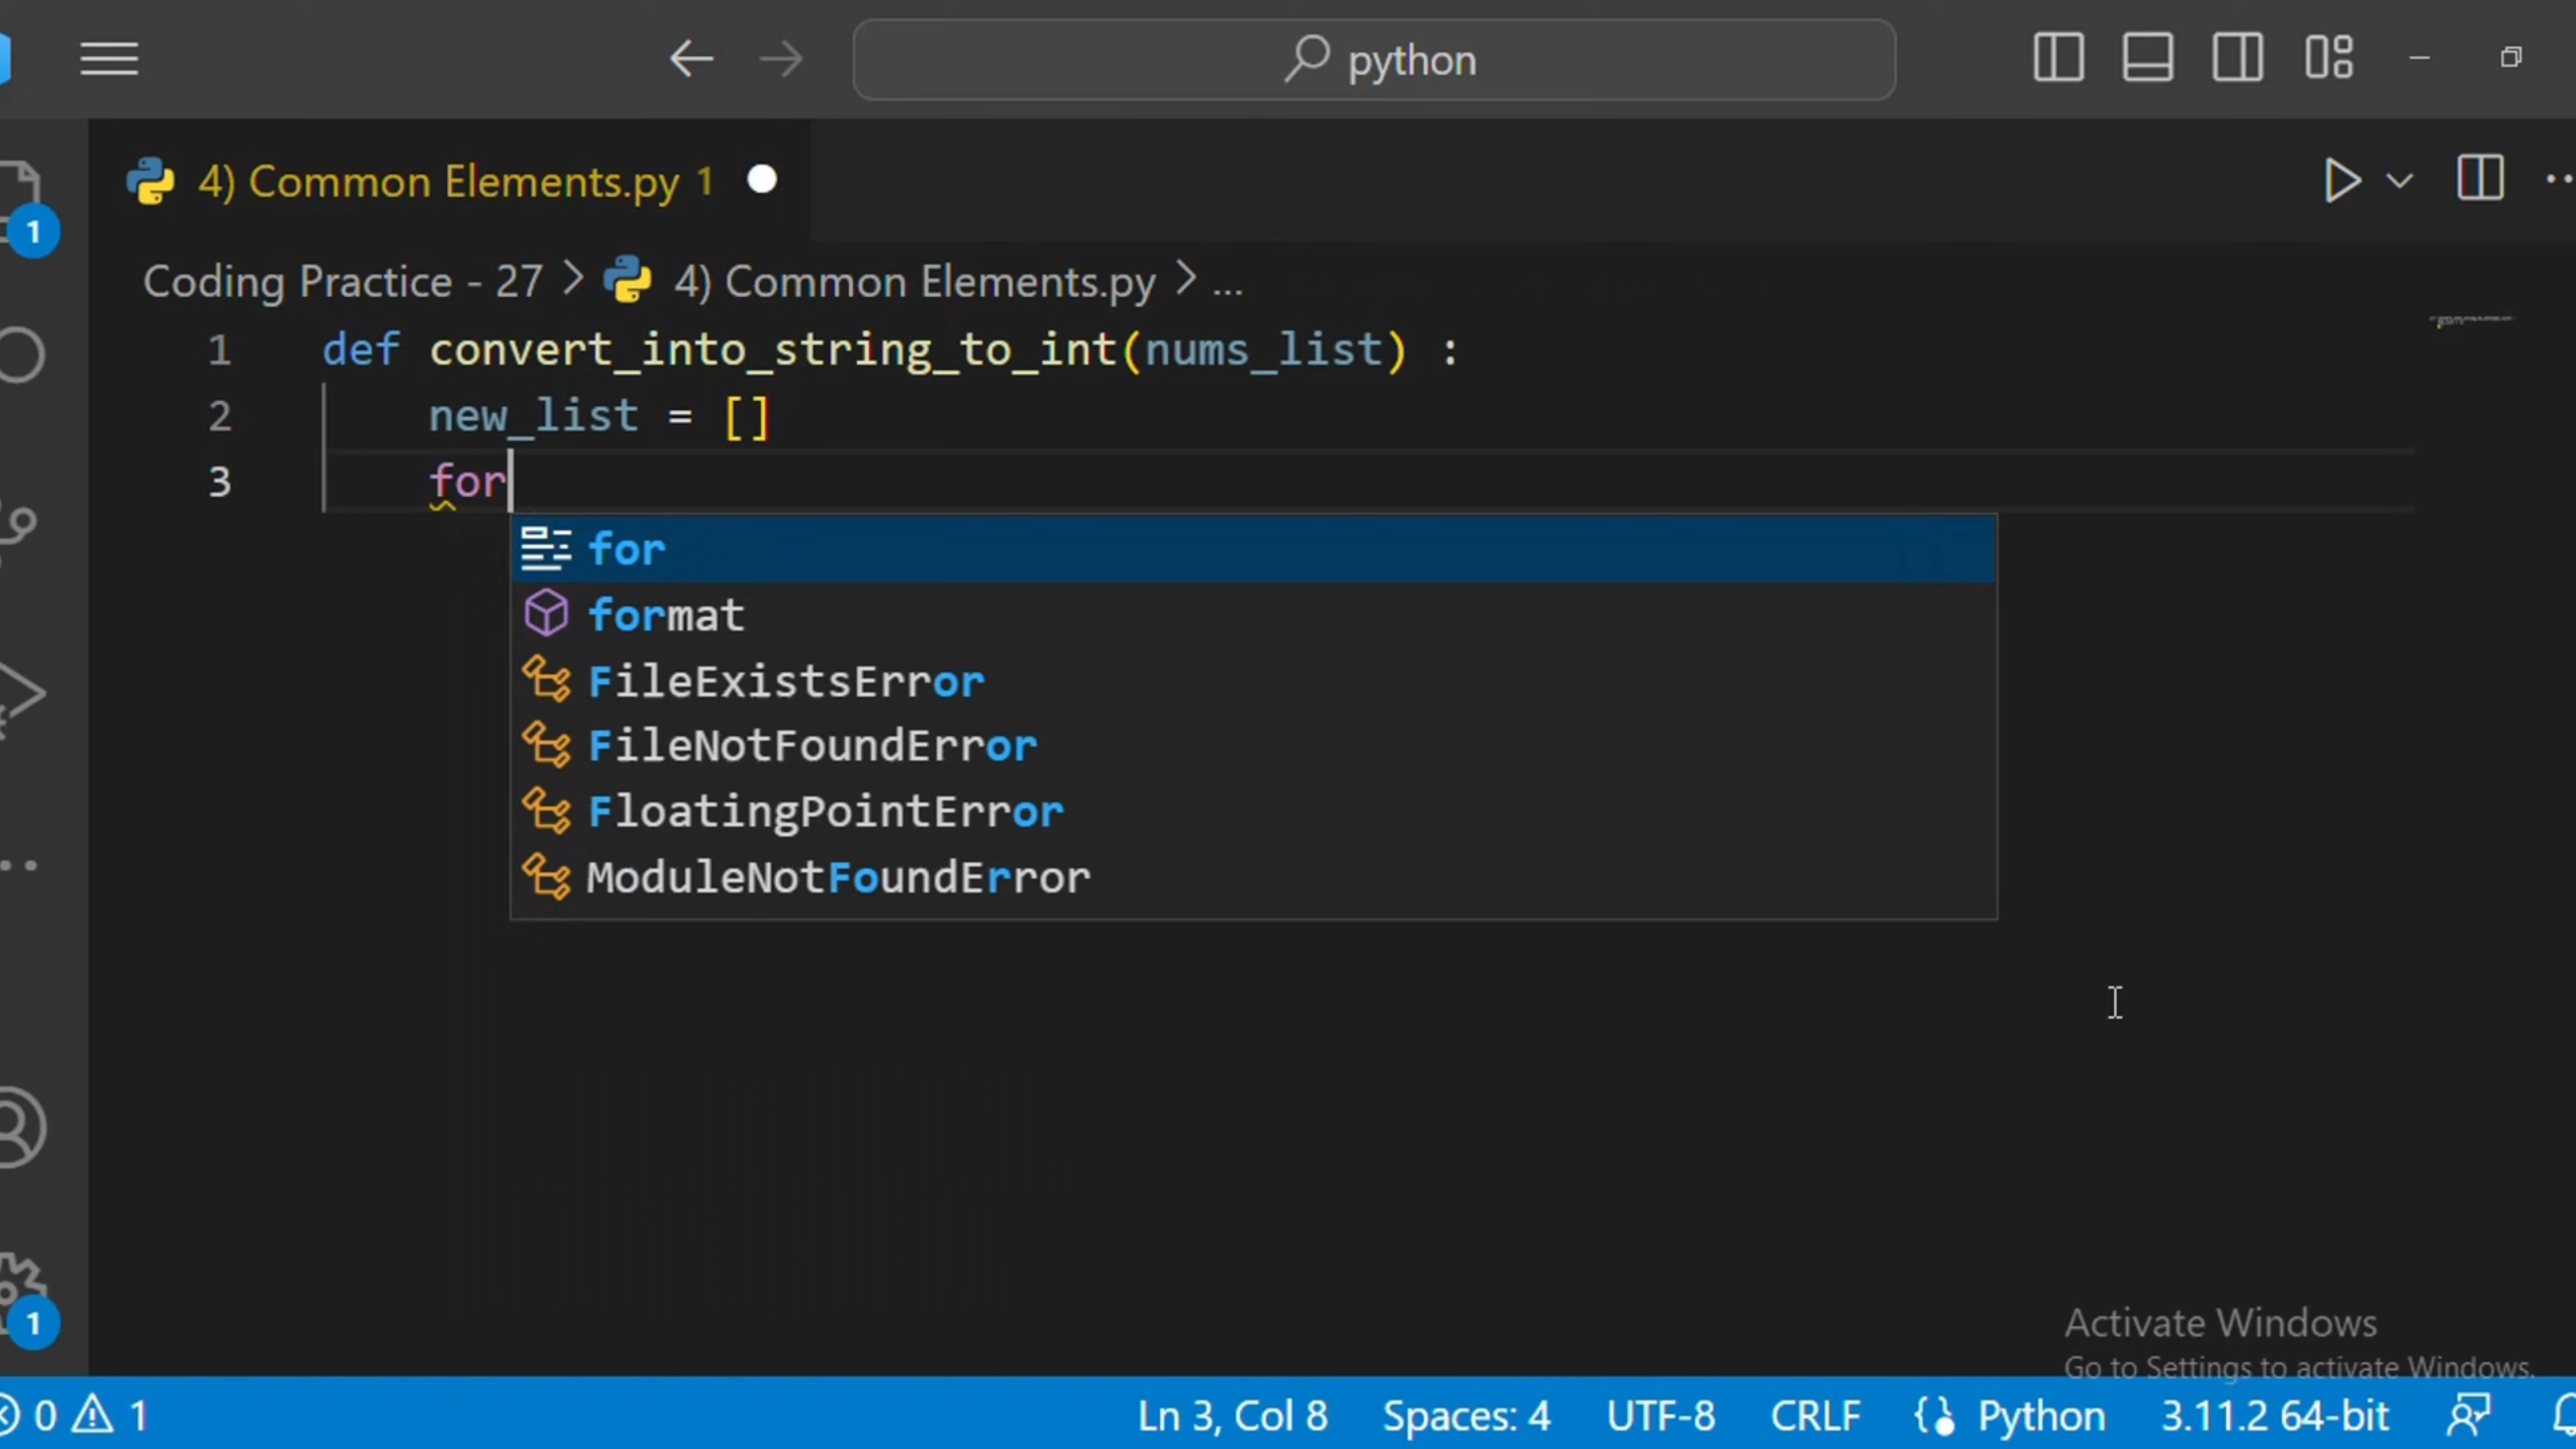 python
4) Common Elements.py 1
1
Coding Practice - 27 > 4) Common Elements.py > ...
1 def convert_into_string_to_int(nums_list) :
2 new_list = []
3 for
for
format
FileExistsError
FileNotFoundError
FloatingPointError
ModuleNotFoundError
Activate Windows
Go to Settings to activate Windows.
1
0 1 Ln 3, Col 8 Spaces: 4 UTF-8 CRLF Python 3.11.2 64-bit